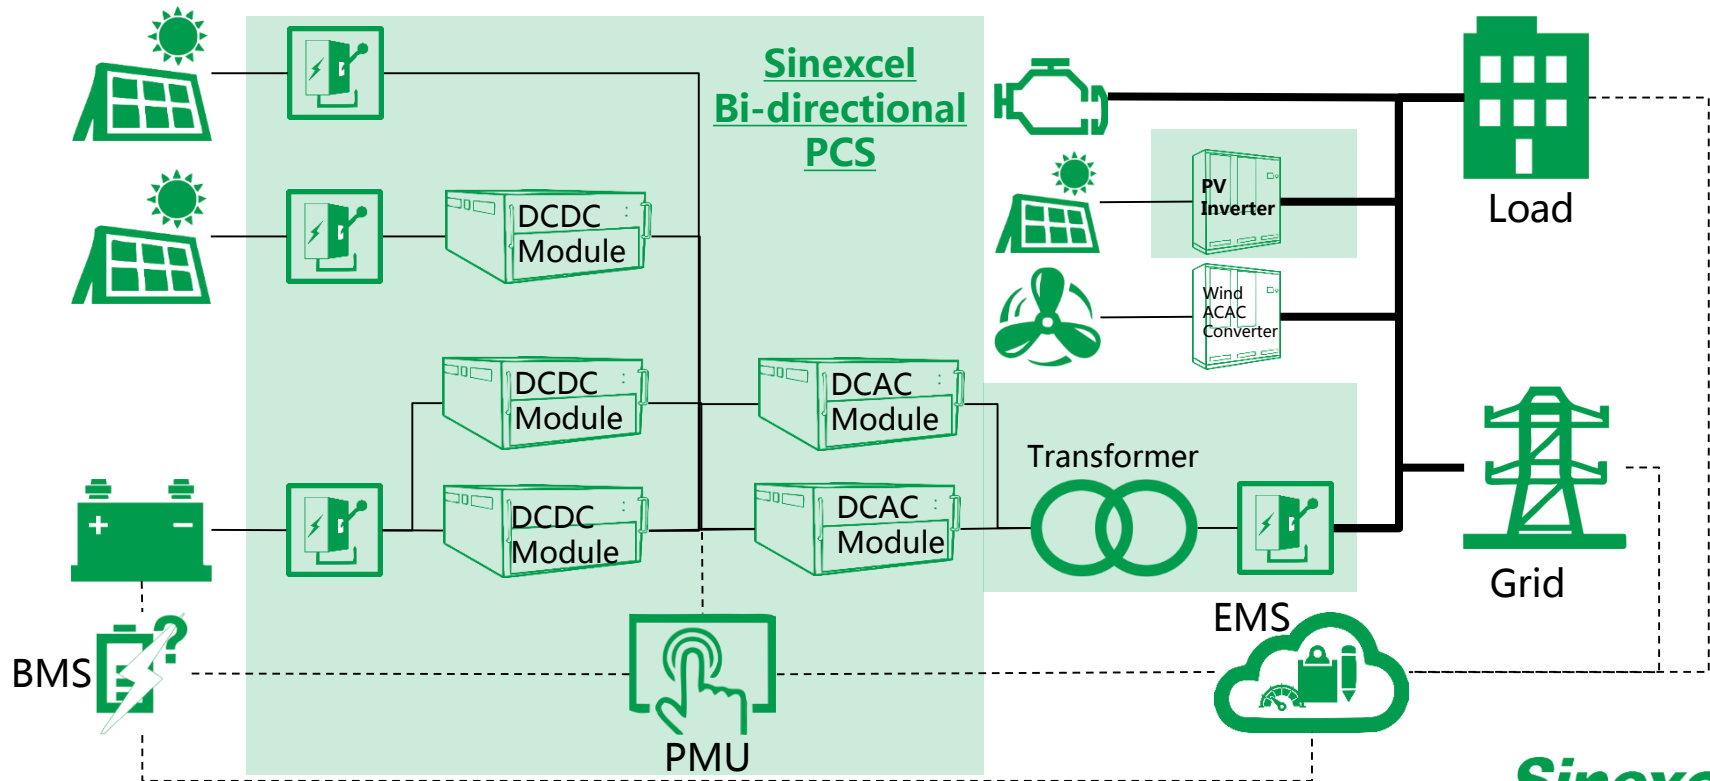 Sinexcel
Bi-directional
PCS
PV
Inverter
Load
DCDC
Module
Wind
ACAC
Converter
DCDC
Module
DCAC
Module
Transformer
DCDC
Module
DCAC
Module
+ −
Grid
EMS
?
BMS
PMU